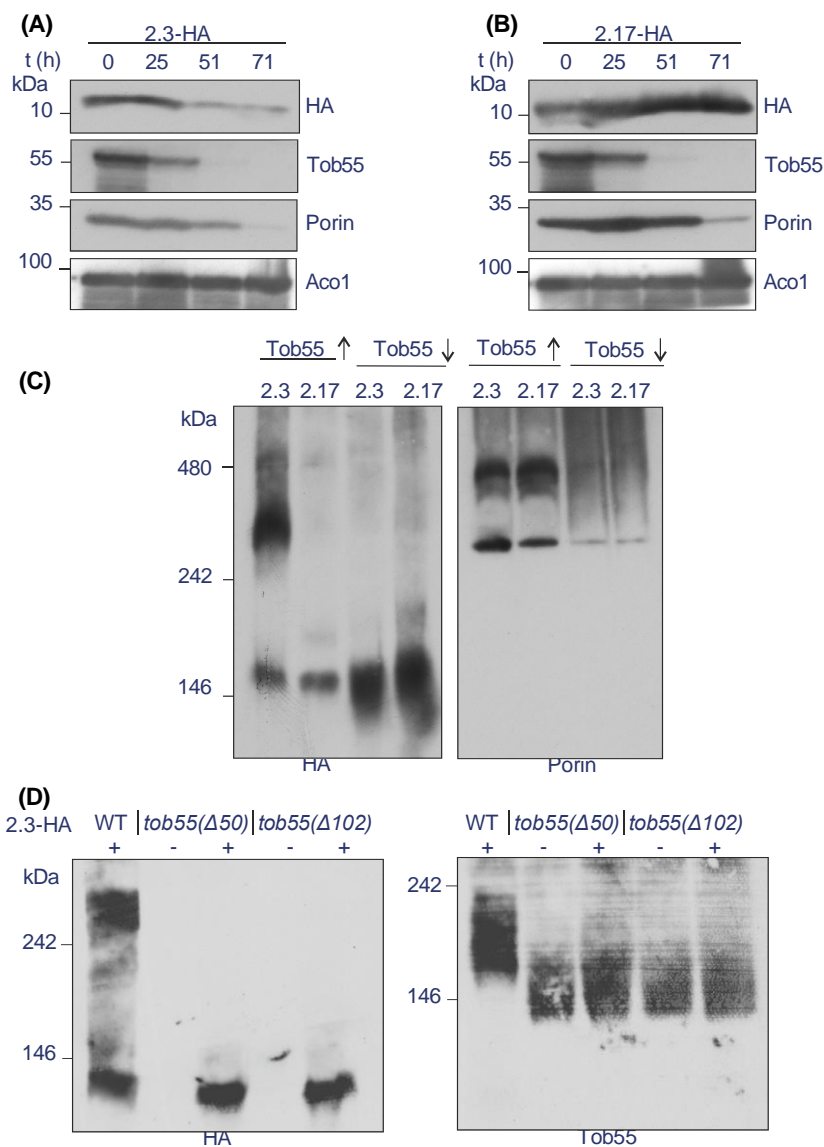 (A)
2.3-HA
t (h) 0 25 51 71
kDa
10 HA
55 Tob55
35
Porin
100
Aco1
(B)
2.17-HA
t (h) 0 25 51 71
kDa
10 HA
55 Tob55
35
Porin
100
Aco1
(C)
Tob55 ↑ Tob55 ↓ Tob55 ↑ Tob55 ↓
2.3 2.17 2.3 2.17 2.3 2.17 2.3 2.17
kDa
480
242
146
HA Porin
(D)
2.3-HA WT tob55(Δ50) tob55(Δ102) WT tob55(Δ50) tob55(Δ102)
+ - + - + + - + - +
kDa
242 242
146 146
HA Tob55